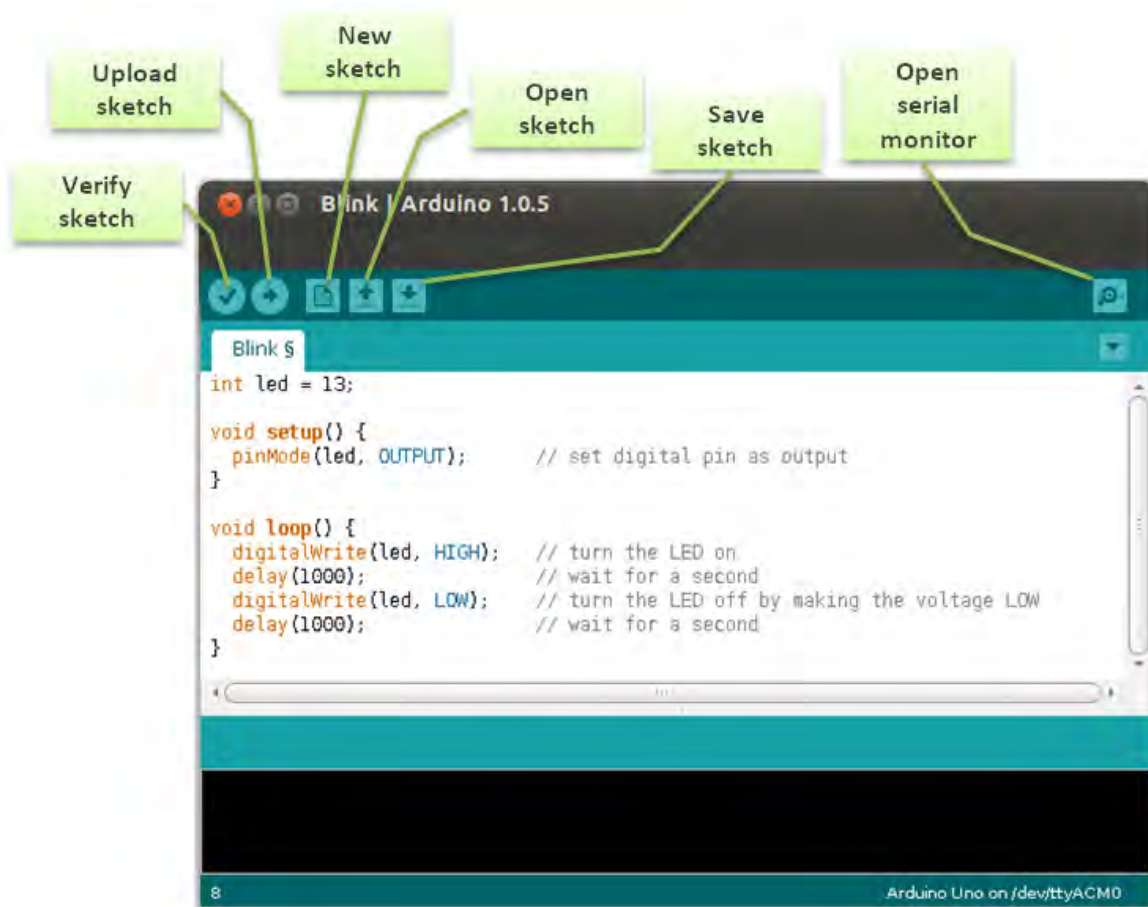 New
sketch
Upload
sketch
Open
sketch
Save
sketch
Open
serial
monitor
Verify
sketch
Blink | Arduino 1.0.5
Blink §
int led = 13;
void setup() {
  pinMode(led, OUTPUT);       // set digital pin as output
}
void loop() {
  digitalWrite(led, HIGH);    // turn the LED on
  delay(1000);                // wait for a second
  digitalWrite(led, LOW);     // turn the LED off by making the voltage LOW
  delay(1000);                // wait for a second
}
8
Arduino Uno on /dev/ttyACM0